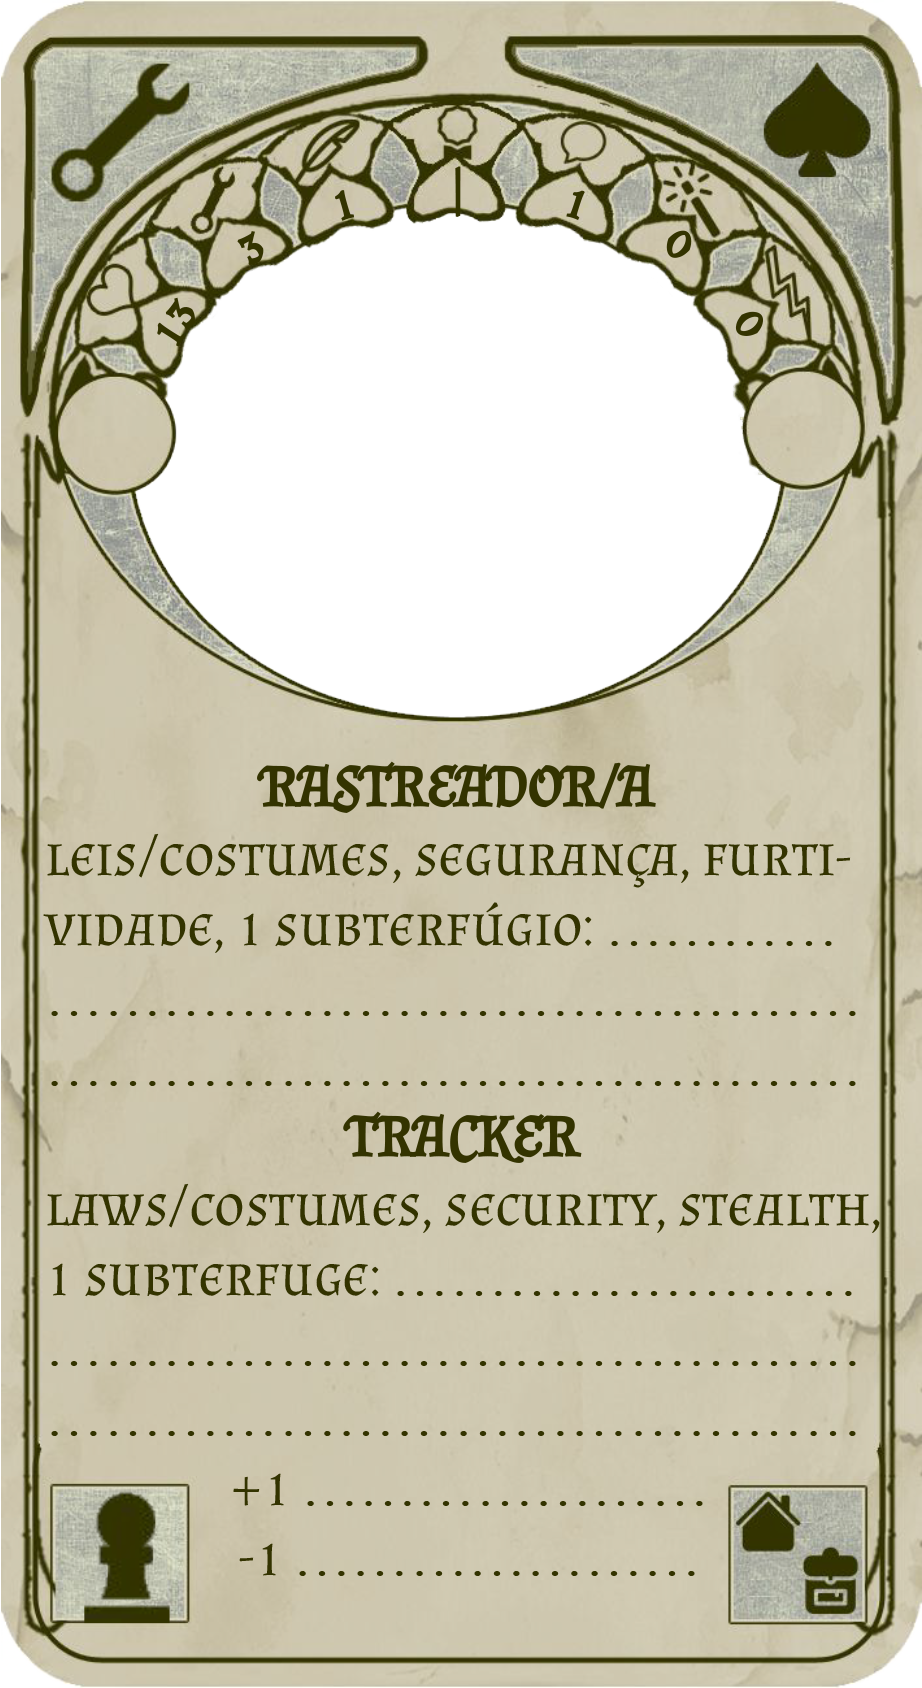 13
3
1
1
1
0
0
RASTREADOR/A
LEIS/COSTUMES, SEGURANÇA, FURTI-
VIDADE, 1 SUBTERFÚGIO: ............
..........................................
..........................................
TRACKER
LAWS/COSTUMES, SECURITY, STEALTH,
1 SUBTERFUGE: ........................
..........................................
..........................................
+1 .....................
-1 .....................